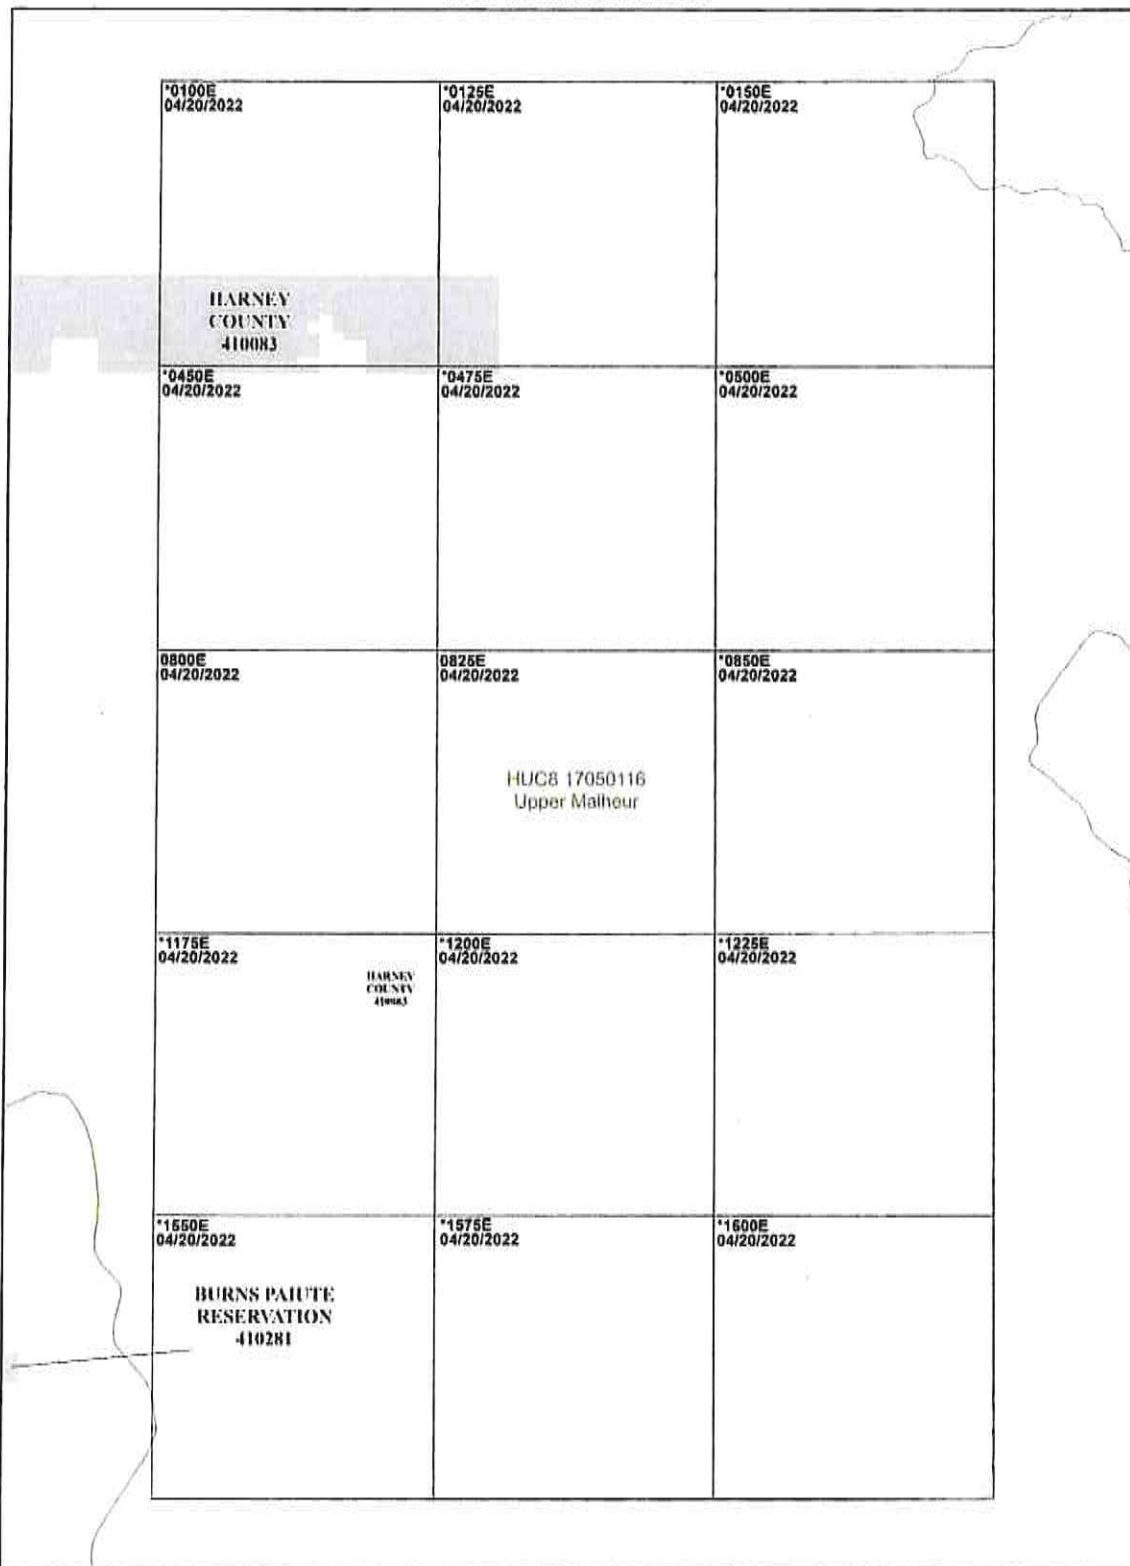 *0100E
04/20/2022
*0125E
04/20/2022
*0150E
04/20/2022
HARNEY
COUNTY
410083
*0450E
04/20/2022
*0475E
04/20/2022
*0500E
04/20/2022
0800E
04/20/2022
0825E
04/20/2022
*0850E
04/20/2022
HUC8 17050116
Upper Malheur
*1175E
04/20/2022
*1200E
04/20/2022
*1225E
04/20/2022
HARNEY
COUNTY
410083
*1550E
04/20/2022
*1575E
04/20/2022
*1600E
04/20/2022
BURNS PAIUTE
RESERVATION
410281